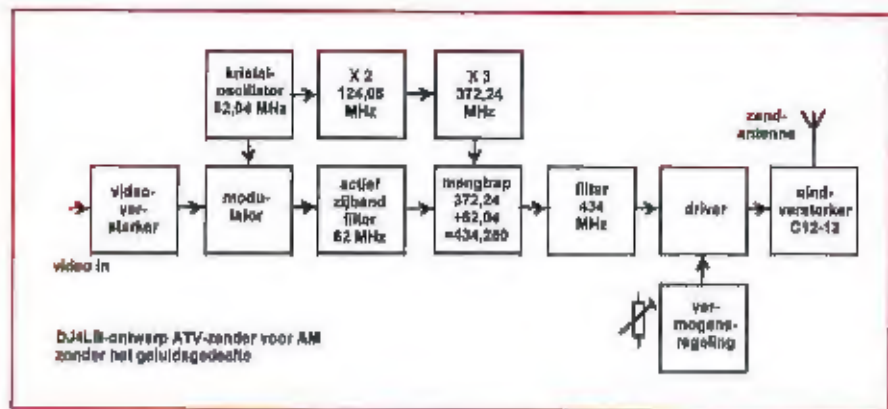 kristal-
oscillator
62,04 MHz
X 2
124,08
MHz
X 3
372,24
MHz
zend-
antenne
video-
ver-
sterker
modu-
lator
actief
zijband
filter
62 MHz
mengtrap
372,24
+62,04
=434,280
filter
434
MHz
driver
eind-
versterker
C12-12
video in
ver-
mogens-
regeling
DJ4LB-ontwerp ATV-zender voor AM
zonder het geluidsgedeelte